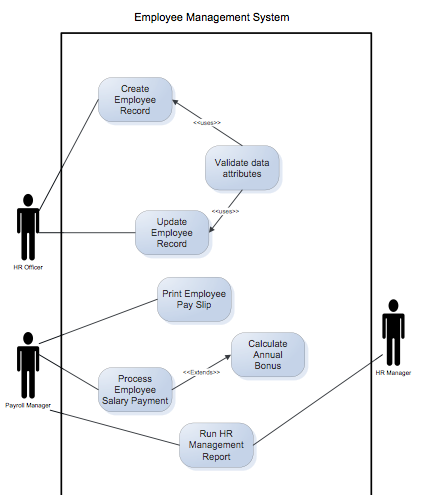 Employee Management System
Create
Employee
Record
<<uses>>
Validate data
attributes
<<uses>>
Update
Employee
Record
HR Officer
Print Employee
Pay Slip
Calculate
Annual
Bonus
<<Extends>>
HR Manager
Process
Employee
Salary Payment
Payroll Manager
Run HR
Management
Report